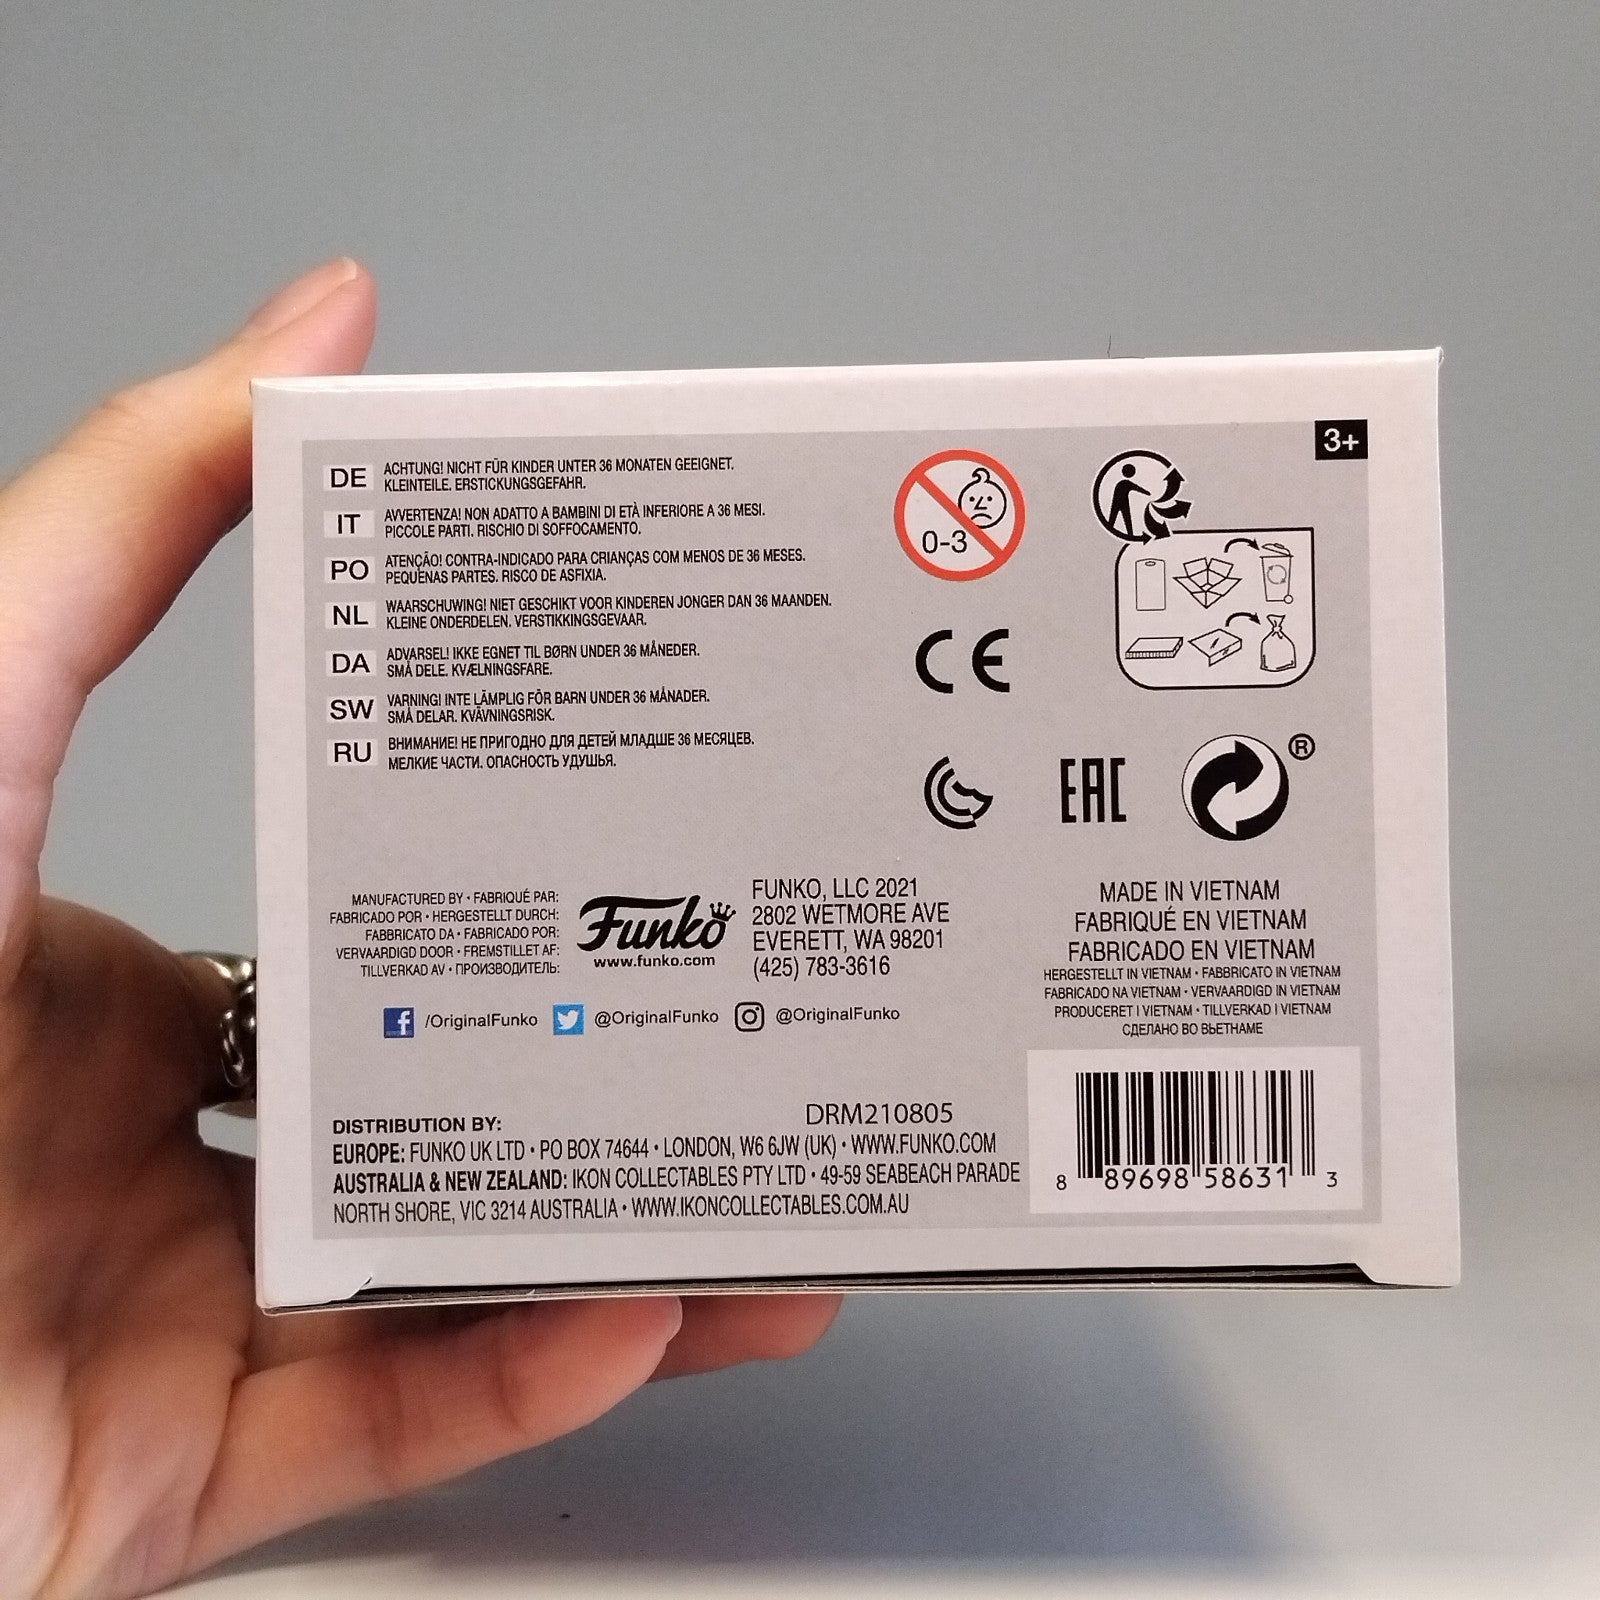 3+
DE ACHTUNG! NICHT FÜR KINDER UNTER 36 MONATEN GEEIGNET.
KLEINTEILE. ERSTICKUNGSGEFAHR.
IT AVVERTENZA! NON ADATTO A BAMBINI DI ETÀ INFERIORE A 36 MESI.
PICCOLE PARTI. RISCHIO DI SOFFOCAMENTO.
PO ATENÇÃO! CONTRA-INDICADO PARA CRIANÇAS COM MENOS DE 36 MESES.
PEQUENAS PARTES. RISCO DE ASFIXIA.
NL WAARSCHUWING! NIET GESCHIKT VOOR KINDEREN JONGER DAN 36 MAANDEN.
KLEINE ONDERDELEN. VERSTIKKINGSGEVAAR.
DA ADVARSEL! IKKE EGNET TIL BØRN UNDER 36 MÅNEDER.
SMÅ DELE. KVÆLNINGSFARE.
SW VARNING! INTE LÄMPLIG FÖR BARN UNDER 36 MÅNADER.
SMÅ DELAR. KVÄVNINGSRISK.
RU ВНИМАНИЕ! НЕ ПРИГОДНО ДЛЯ ДЕТЕЙ МЛАДШЕ 36 МЕСЯЦЕВ.
МЕЛКИЕ ЧАСТИ. ОПАСНОСТЬ УДУШЬЯ.
0-3
CE
EAC
®
MANUFACTURED BY • FABRIQUÉ PAR:
FABRICADO POR • HERGESTELLT DURCH:
FABBRICATO DA • FABRICADO POR:
VERVAARDIGD DOOR • FREMSTILLET AF:
TILLVERKAD AV • ПРОИЗВОДИТЕЛЬ:
Funko
www.funko.com
FUNKO, LLC 2021
2802 WETMORE AVE
EVERETT, WA 98201
(425) 783-3616
MADE IN VIETNAM
FABRIQUÉ EN VIETNAM
FABRICADO EN VIETNAM
HERGESTELLT IN VIETNAM • FABBRICATO IN VIETNAM
FABRICADO NA VIETNAM • VERVAARDIGD IN VIETNAM
PRODUCERET I VIETNAM • TILLVERKAD I VIETNAM
СДЕЛАНО ВО ВЬЕТНАМЕ
f /OriginalFunko @OriginalFunko @OriginalFunko
DISTRIBUTION BY: DRM210805
EUROPE: FUNKO UK LTD • PO BOX 74644 • LONDON, W6 6JW (UK) • WWW.FUNKO.COM
AUSTRALIA & NEW ZEALAND: IKON COLLECTABLES PTY LTD • 49-59 SEABEACH PARADE
NORTH SHORE, VIC 3214 AUSTRALIA • WWW.IKONCOLLECTABLES.COM.AU
8 89698 58631 3